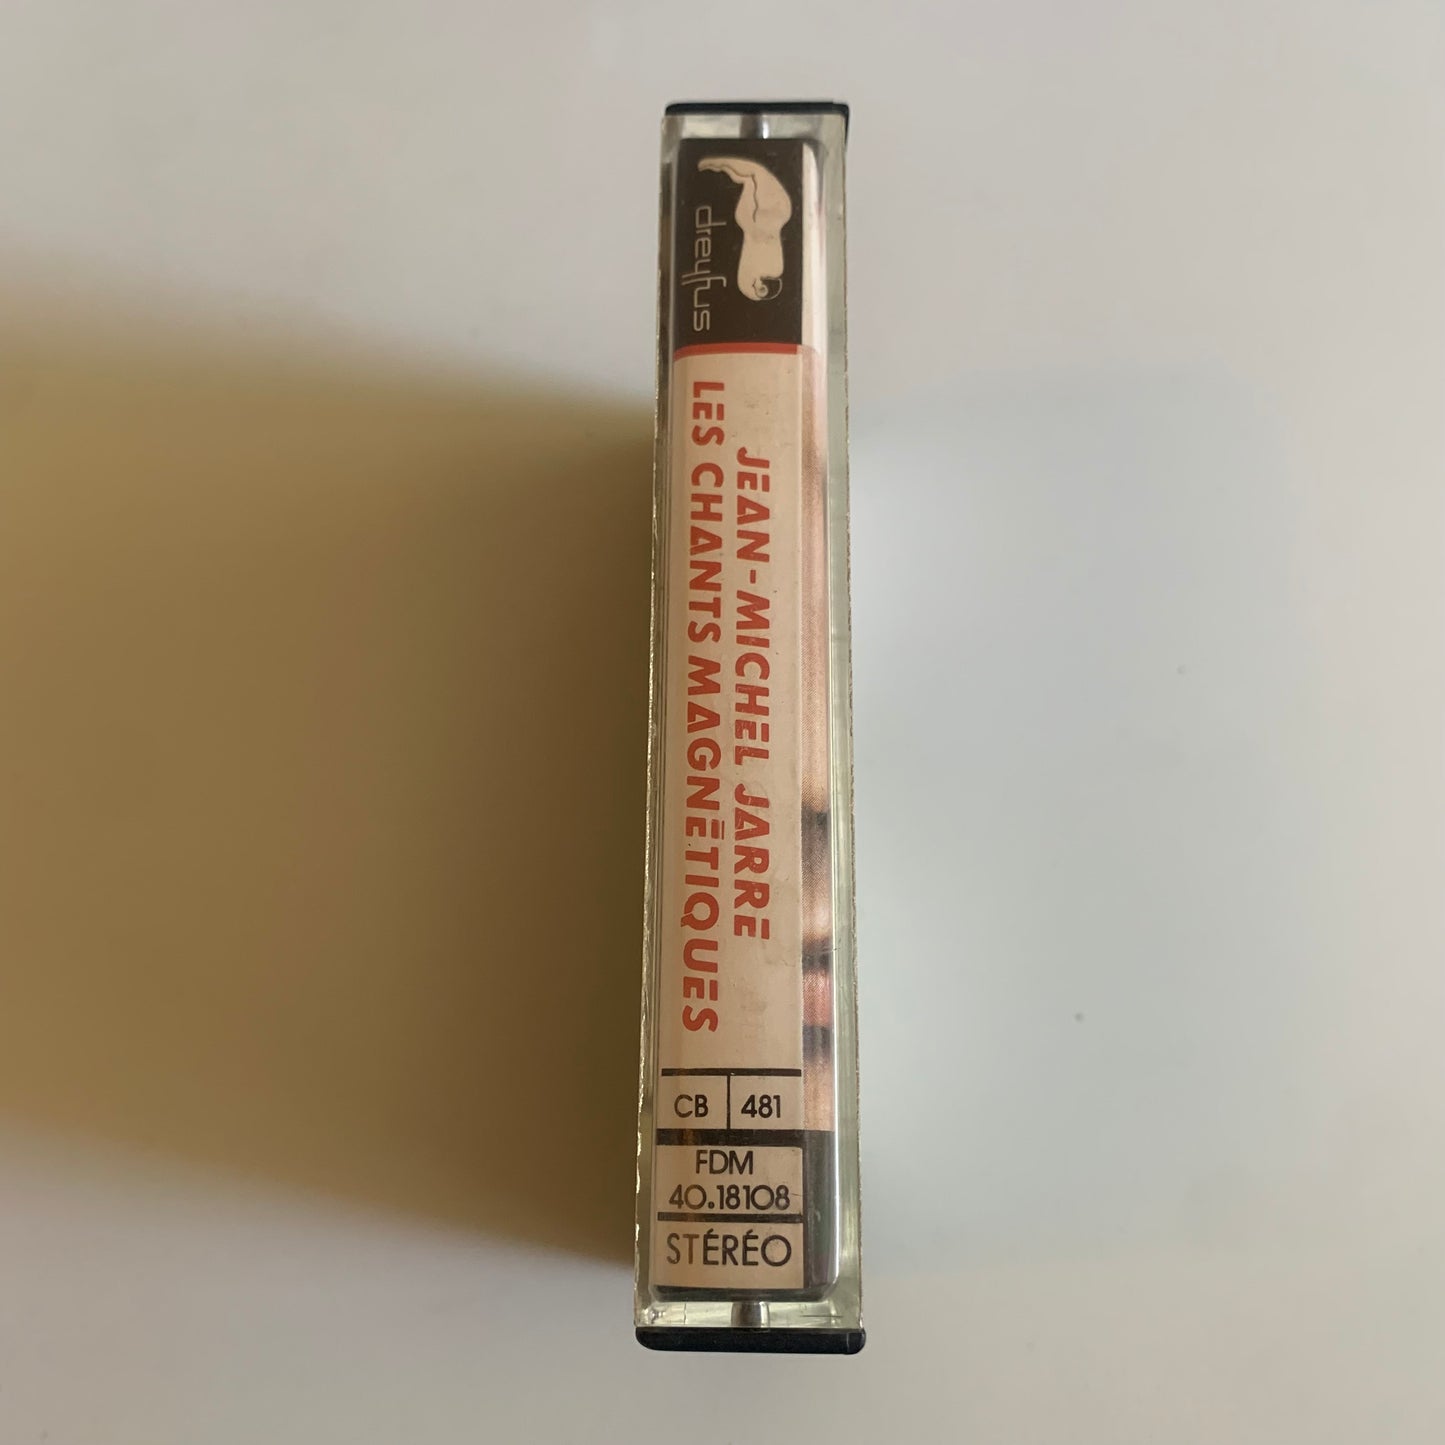 dreyfus
JEAN-MICHEL JARRE
LES CHANTS MAGNÉTIQUES
CB 481
FDM
40.18108
STÉRÉO